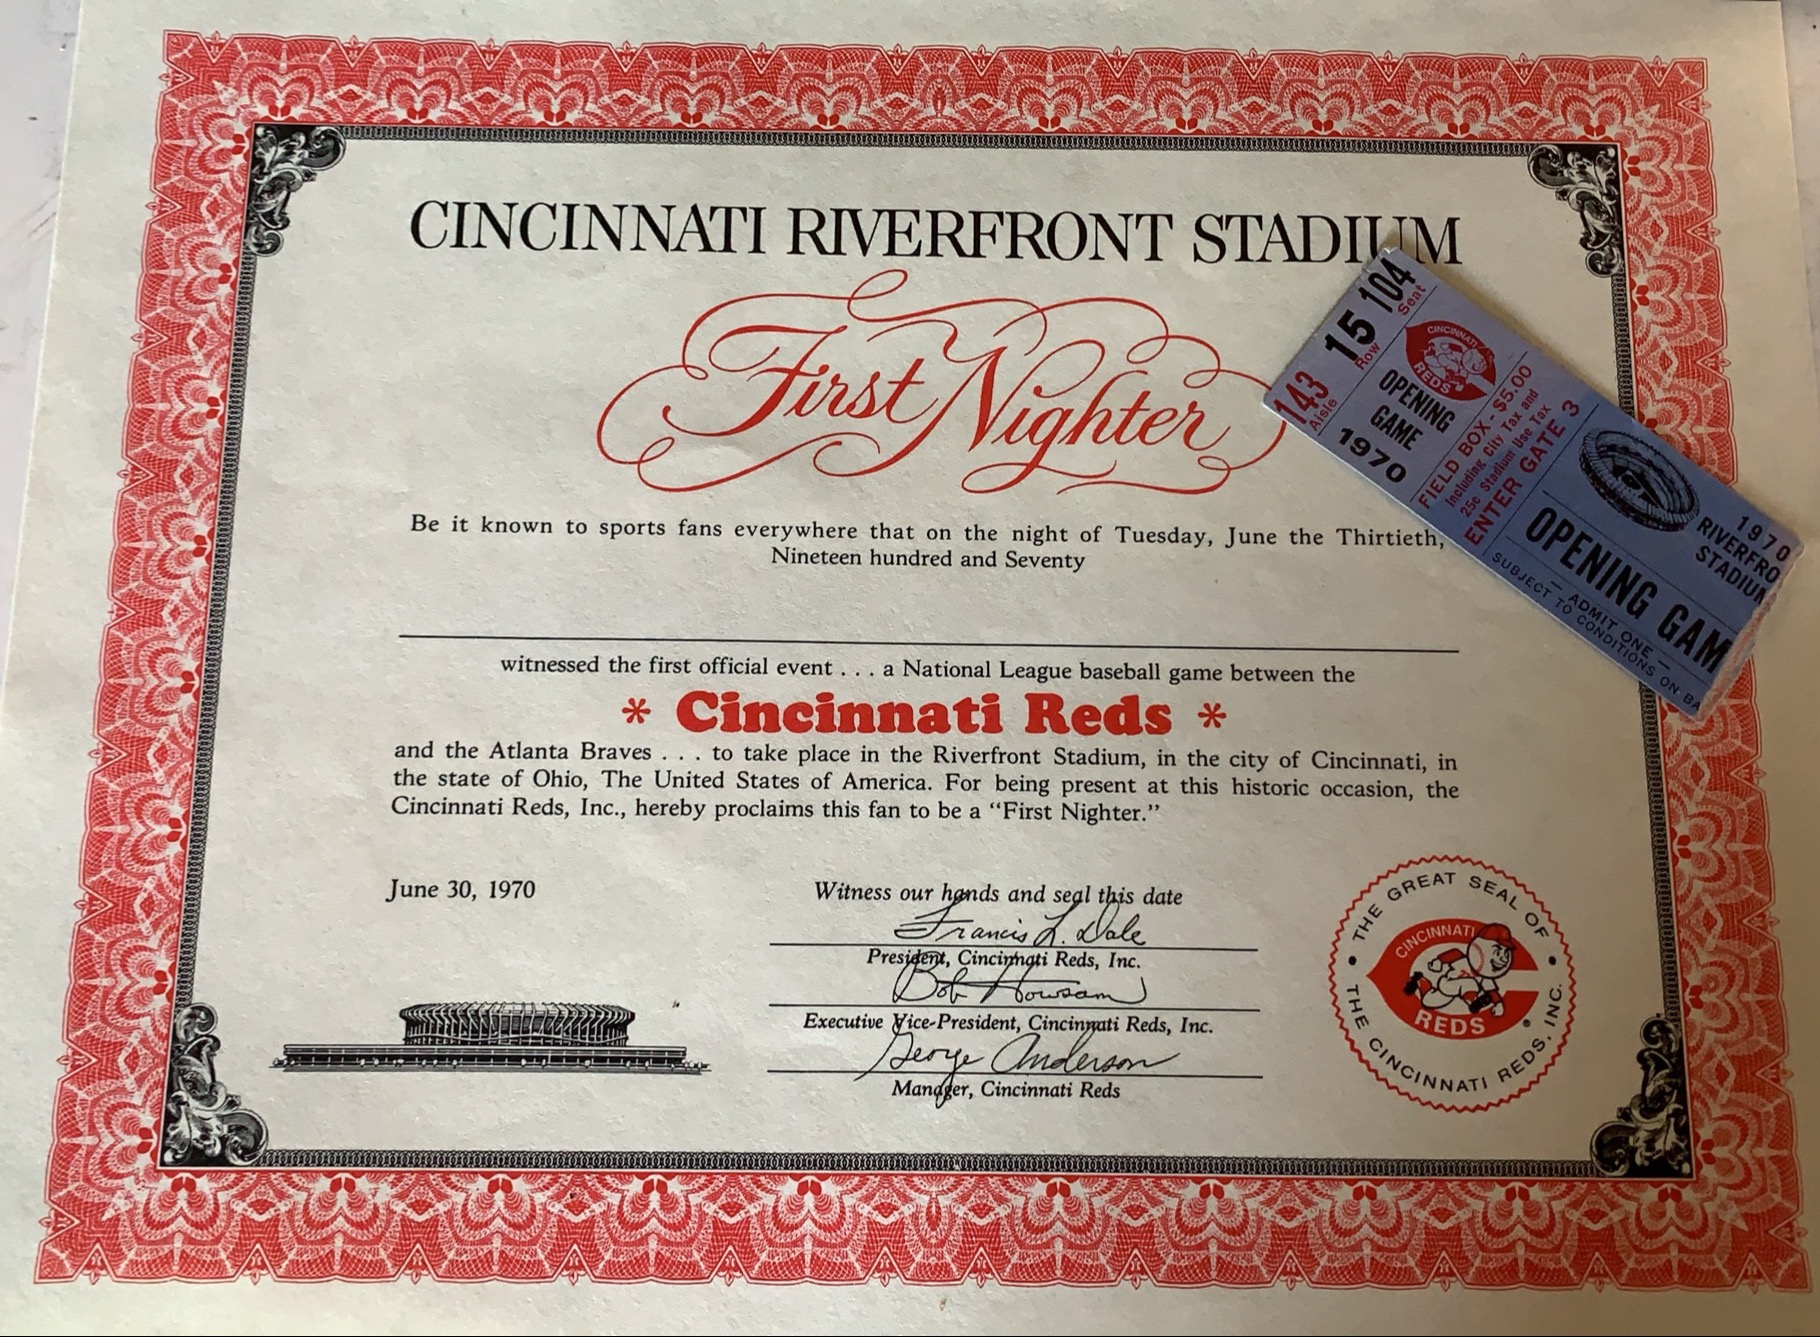 CINCINNATI RIVERFRONT STADIUM
First Nighter
Be it known to sports fans everywhere that on the night of Tuesday, June the Thirtieth,
Nineteen hundred and Seventy
witnessed the first official event . . . a National League baseball game between the
* Cincinnati Reds *
and the Atlanta Braves . . . to take place in the Riverfront Stadium, in the city of Cincinnati, in
the state of Ohio, The United States of America. For being present at this historic occasion, the
Cincinnati Reds, Inc., hereby proclaims this fan to be a “First Nighter.”
June 30, 1970
Witness our hands and seal this date
Francis L. Dale
President, Cincinnati Reds, Inc.
Bob Howsam
Executive Vice-President, Cincinnati Reds, Inc.
George Anderson
Manager, Cincinnati Reds
• THE GREAT SEAL OF •
THE CINCINNATI REDS, INC.
CINCINNATI
REDS
®
143 15 104
Aisle Row Seat
CINCINNATI
REDS
OPENING
GAME
1970
FIELD BOX - $5.00
Including City Tax and
25c Stadium Use Tax
ENTER GATE 3
1970
RIVERFRO
STADIUM
OPENING GAM
— ADMIT ONE —
SUBJECT TO CONDITIONS ON BA